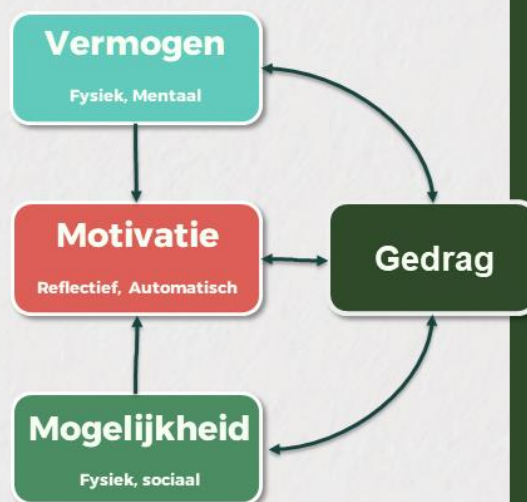 Vermogen
Fysiek, Mentaal
Motivatie
Reflectief, Automatisch
Gedrag
Mogelijkheid
Fysiek, sociaal